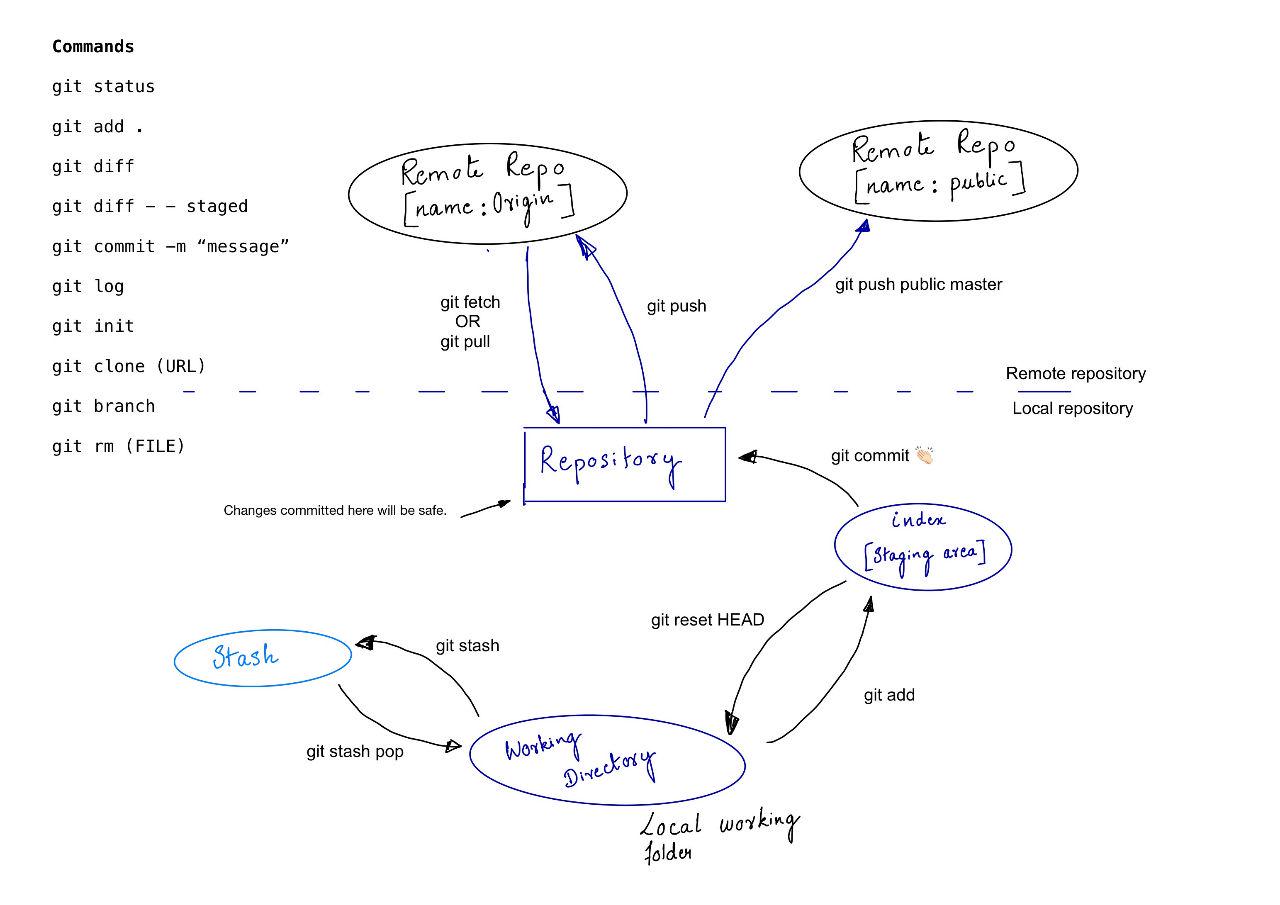 Commands
git status
git add .
git diff
git diff - - staged
git commit -m “message”
git log
git init
git clone (URL)
git branch
git rm (FILE)
Remote Repo
[name : Origin]
Remote Repo
[name : public]
git fetch
OR
git pull
git push
git push public master
Remote repository
Local repository
Repository
git commit 👏🏻
Changes committed here will be safe.
index
[Staging area]
git reset HEAD
git add
Stash
git stash
git stash pop
Working
Directory
Local working
folder